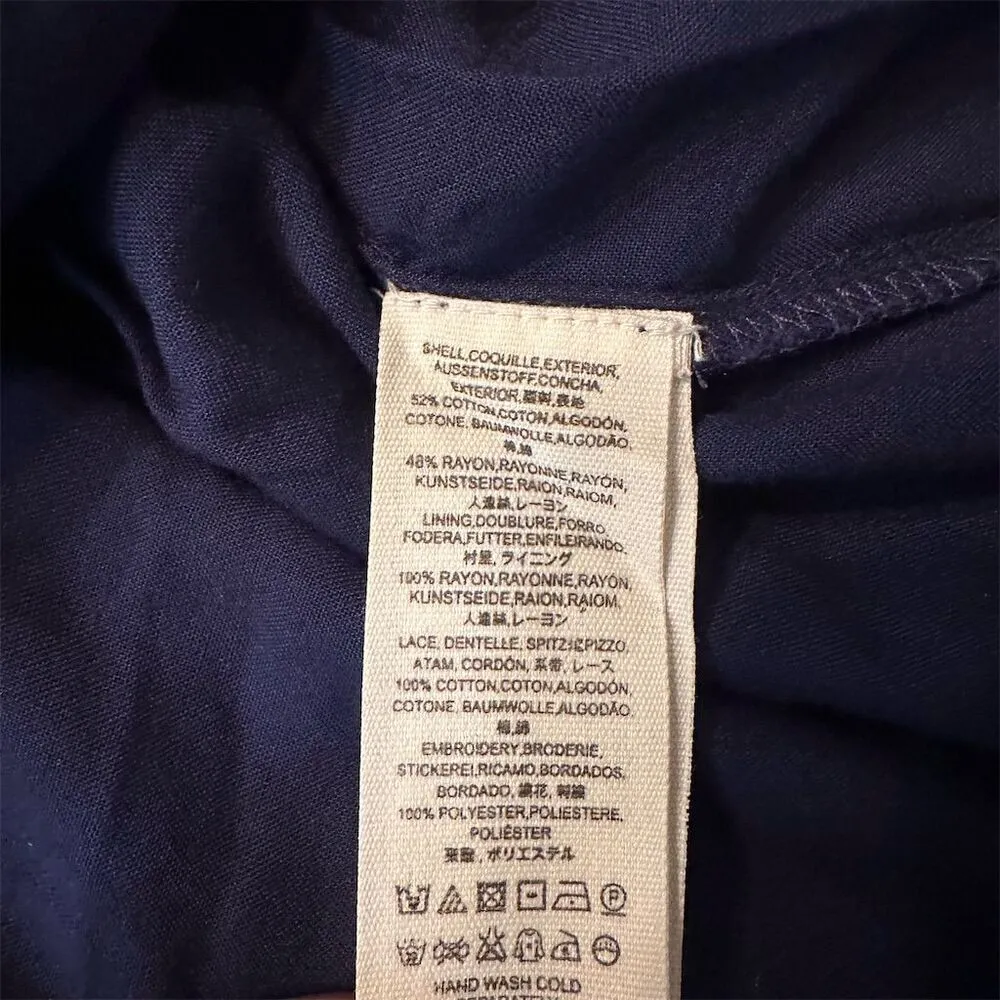 SHELL,COQUILLE,EXTERIOR,
AUSSENSTOFF,CONCHA,
EXTERIOR,面料,表地
52% COTTON,COTON,ALGODÓN,
COTONE, BAUMWOLLE,ALGODÃO,
棉,綿
48% RAYON,RAYONNE,RAYÓN,
KUNSTSEIDE,RAION,RAIOM,
人造絲,レーヨン
LINING,DOUBLURE,FORRO,
FODERA,FUTTER,ENFILEIRANDO,
衬里, ライニング
100% RAYON,RAYONNE,RAYÓN,
KUNSTSEIDE,RAION,RAIOM,
人造絲,レーヨン
LACE, DENTELLE, SPITZE,PIZZO,
ATAM, CORDÓN, 系带, レース
100% COTTON,COTON,ALGODÓN,
COTONE, BAUMWOLLE,ALGODÃO,
棉,綿
EMBROIDERY,BRODERIE,
STICKEREI,RICAMO,BORDADOS,
BORDADO, 繡花, 刺繍
100% POLYESTER,POLIESTERE,
POLIÉSTER
聚酯, ポリエステル
P
HAND WASH COLD